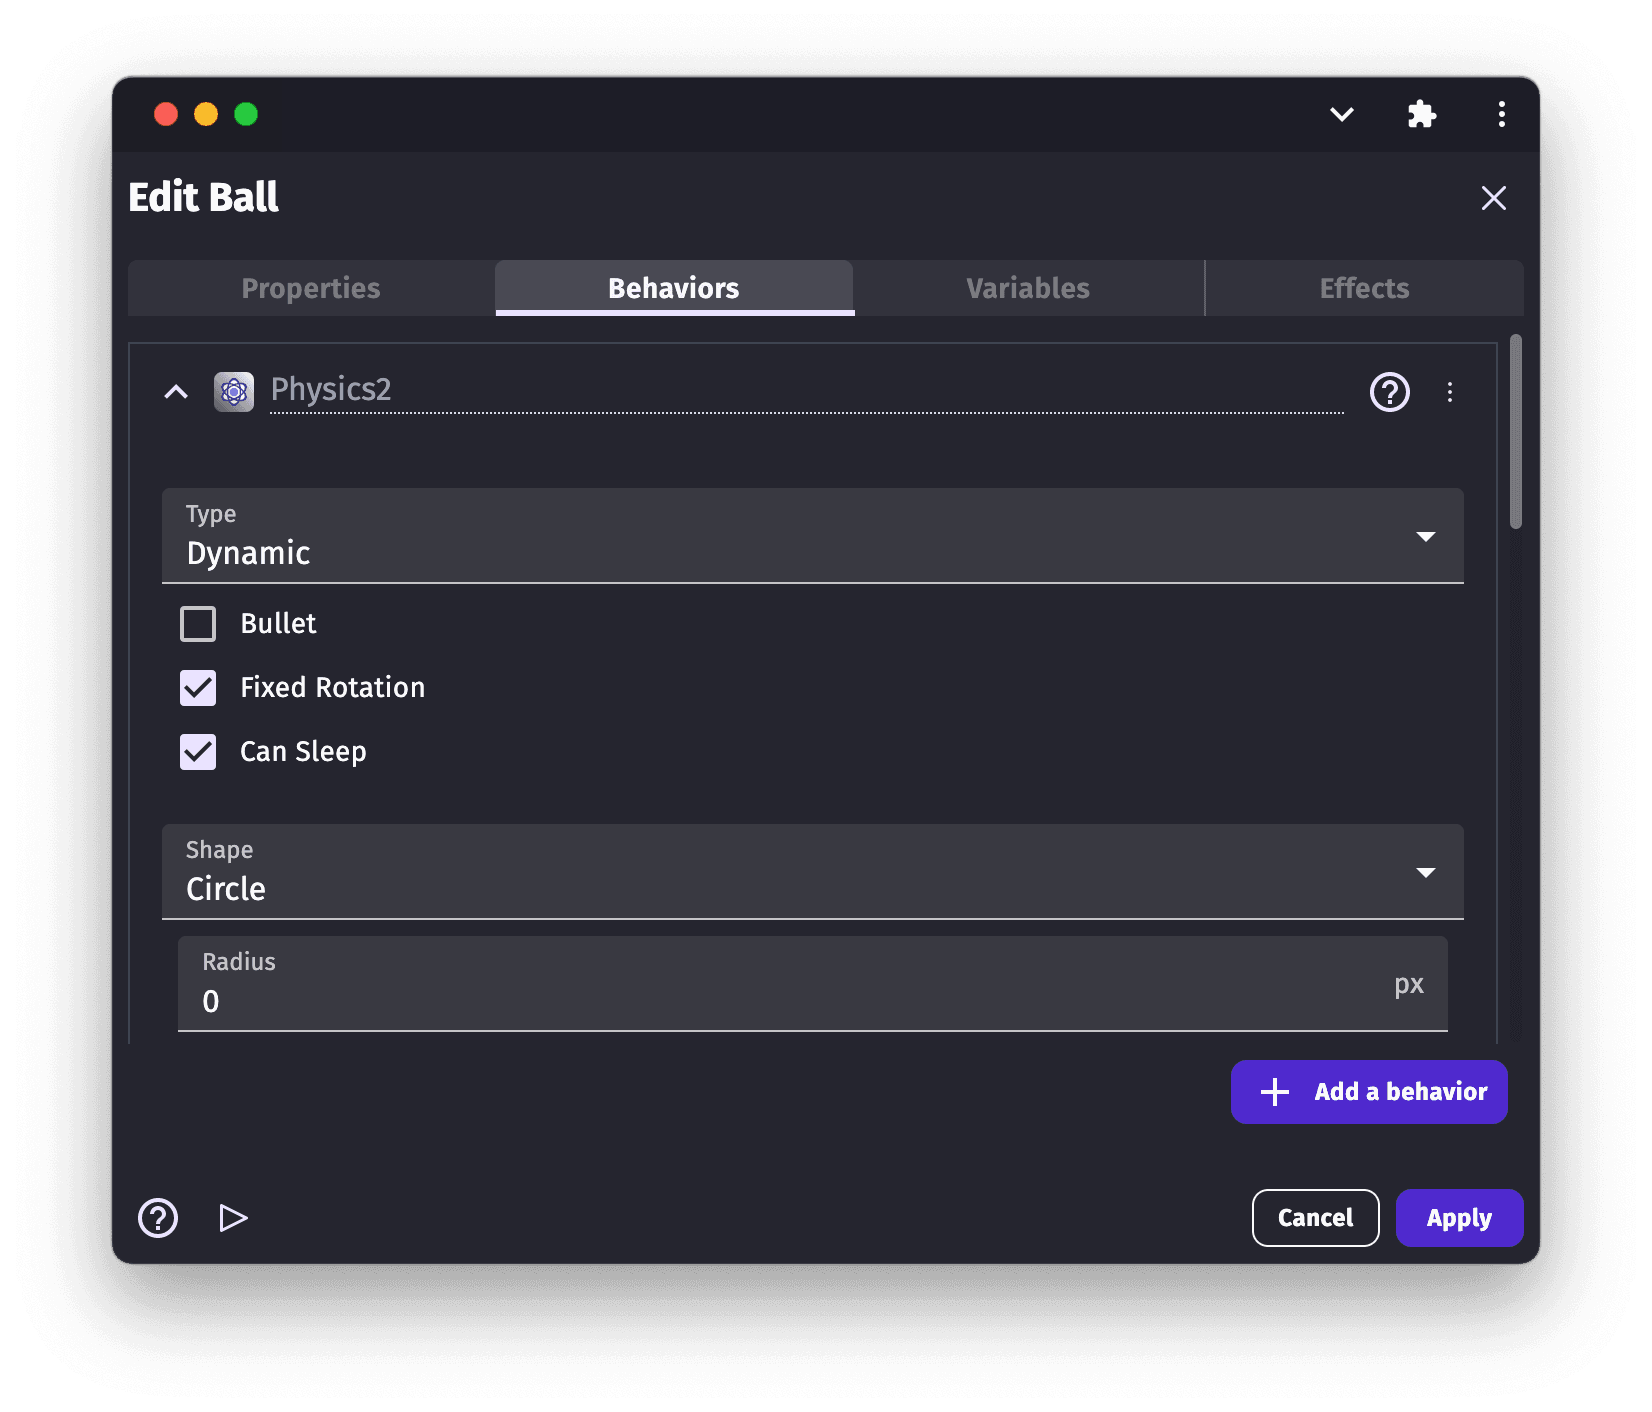 Edit Ball
Properties Behaviors Variables Effects
Physics2
Type
Dynamic
Bullet
Fixed Rotation
Can Sleep
Shape
Circle
Radius
0 px
Add a behavior
Cancel Apply